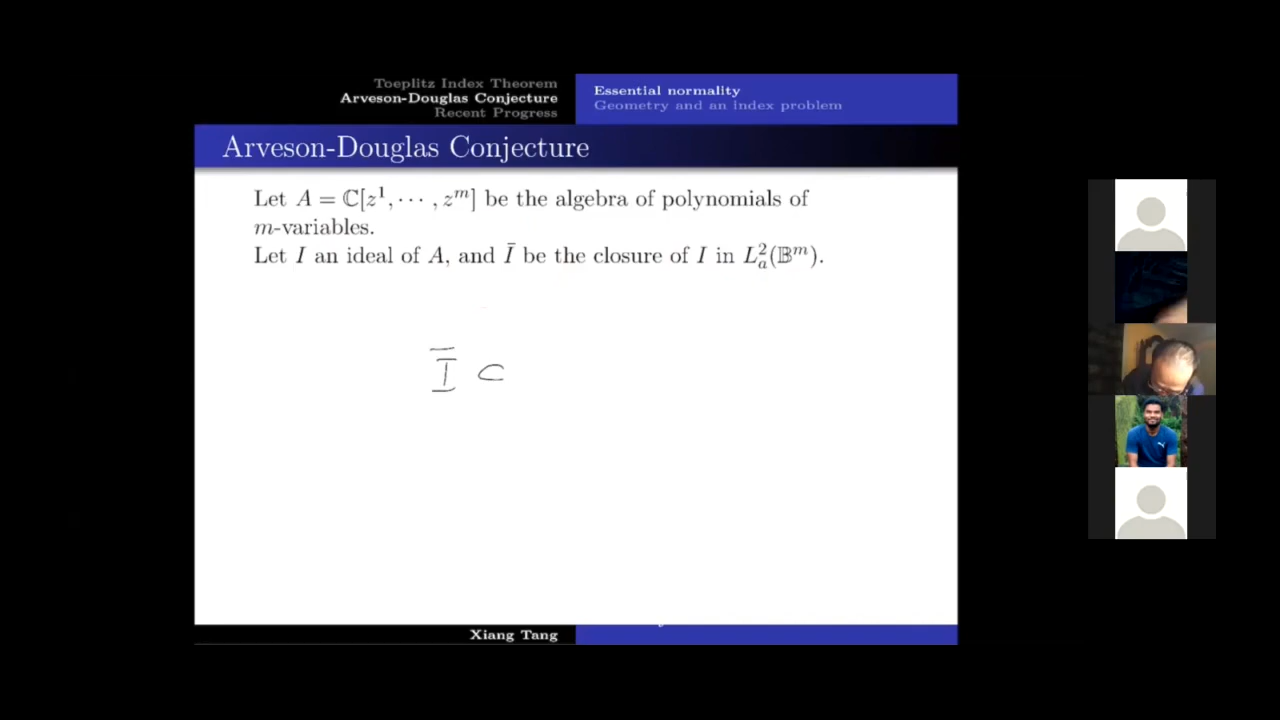 Toeplitz Index Theorem
Arveson-Douglas Conjecture
Recent Progress
Essential normality
Geometry and an index problem
Arveson-Douglas Conjecture
Let A = ℂ[z¹, ··· , zᵐ] be the algebra of polynomials of
m-variables.
Let I an ideal of A, and Ī be the closure of I in L²ₐ(𝔹ᵐ).
Ī ⊂
Xiang Tang